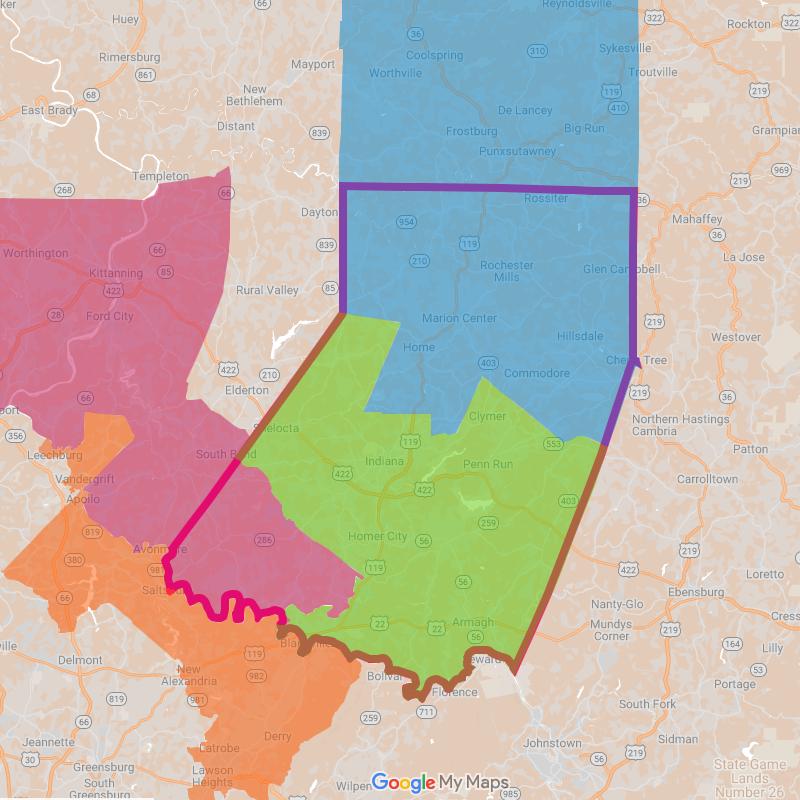 Huey
66
Reynoldsville
322
Rockton
322
Rimersburg
36
Coolspring
310
Sykesville
861
Mayport
Worthville
Troutville
68
New
Bethlehem
119
219
East Brady
De Lancey
410
Distant
839
Frostburg
Big Run
Grampian
Punxsutawney
969
Templeton
219
268
66
Rossiter
36
Dayton
954
Mahaffey
36
Worthington
66
839
119
La Jose
Kittanning
85
210
Rochester
Mills
Glen Campbell
422
Rural Valley
85
28
Ford City
Marion Center
219
Hillsdale
Westover
Home
403
Cherry Tree
422
210
Commodore
Elderton
219
36
66
Clymer
Northern Hastings
Cambria
356
Shelocta
119
553
Patton
Leechburg
South Bend
Indiana
Penn Run
Vandergrift
422
Carrolltown
Apollo
422
403
219
819
259
Homer City
56
Avonmore
286
219
380
981
119
422
Loretto
66
56
Ebensburg
Nanty-Glo
22
22
Armagh
Mundys
Corner
219
56
164
Lilly
Delmont
119
982
Seward
53
New
Alexandria
Bolivar
Portage
819
981
Florence
South Fork
66
259
711
Jeannette
Latrobe
Derry
Johnstown
219
Sidman
30
Greensburg
56
South
Greensburg
Lawson
Heights
State Game
Lands
Number 26
Google My Maps
985